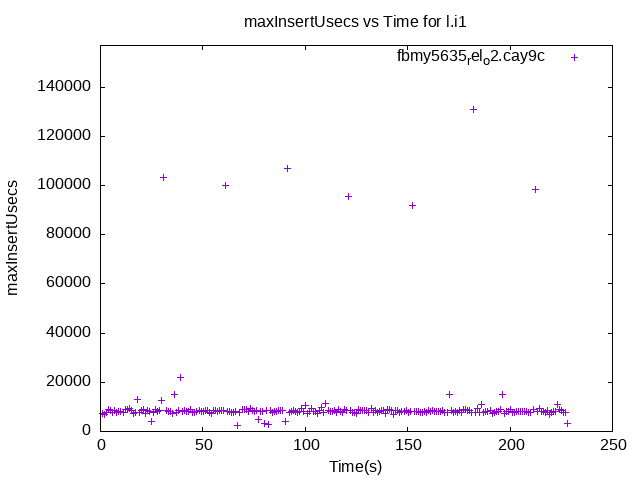 maxInsertUsecs vs Time for l.i1
fbmy5635rel_o2.cay9c
140000
120000
100000
80000
60000
40000
20000
0
maxInsertUsecs
0 50 100 150 200 250
Time(s)